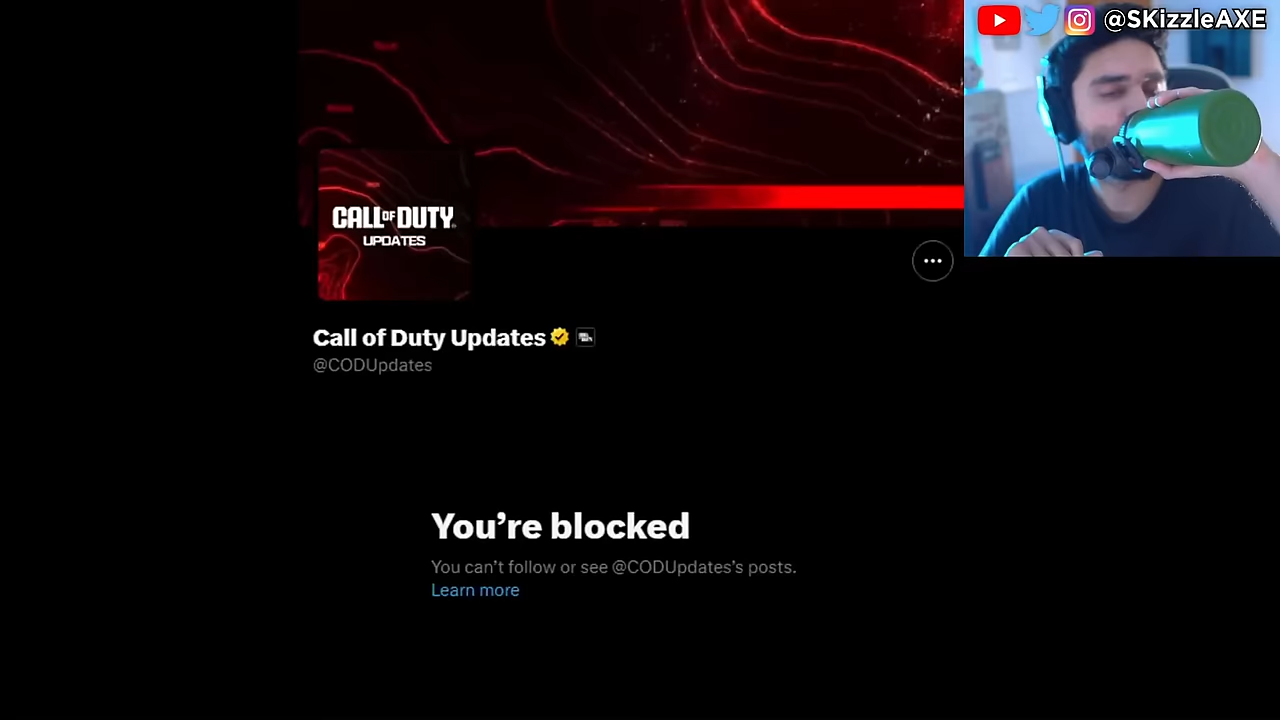 @SKizzleAXE
CALL OF DUTY
UPDATES
Call of Duty Updates
@CODUpdates
You’re blocked
You can’t follow or see @CODUpdates’s posts.
Learn more